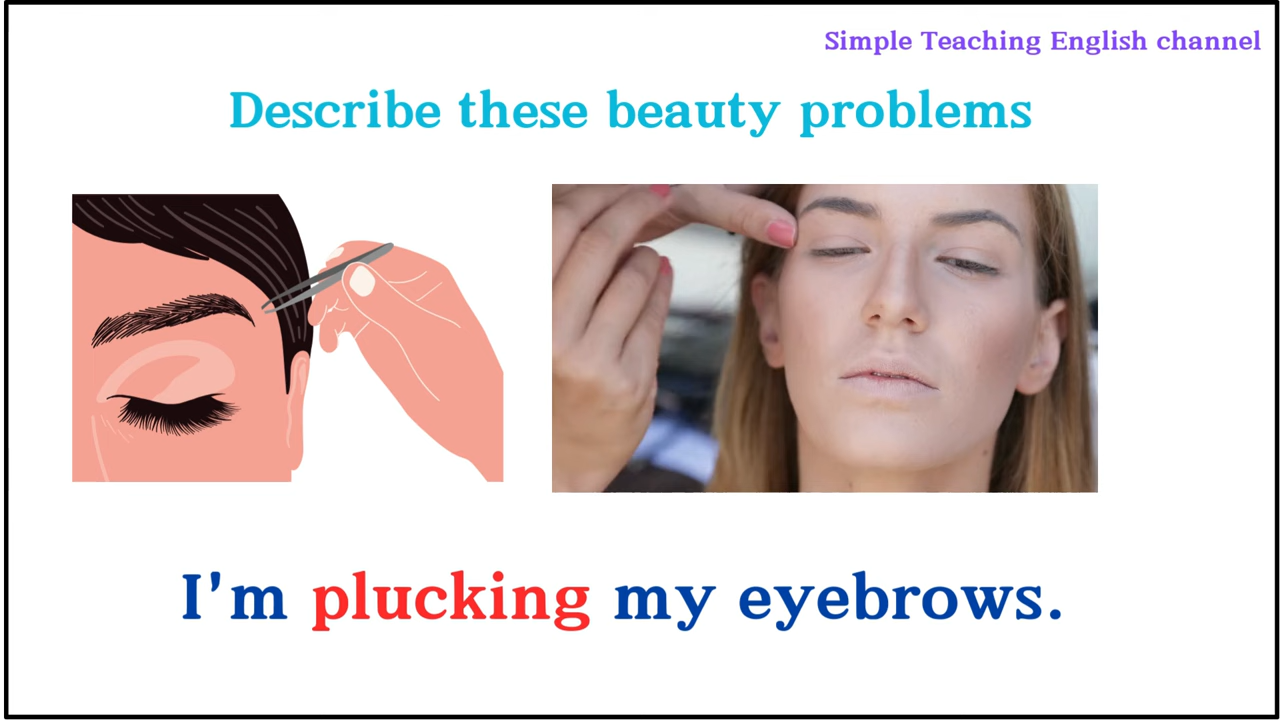 Simple Teaching English channel
Describe these beauty problems
I'm plucking my eyebrows.